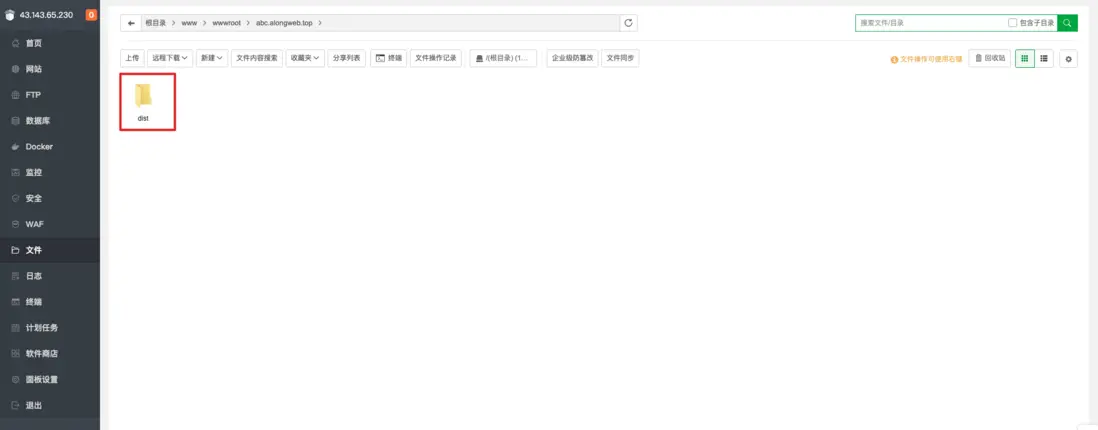 43.143.65.230
0
首页
网站
FTP
数据库
Docker
监控
安全
WAF
文件
日志
终端
计划任务
软件商店
面板设置
退出
根目录 > www > wwwroot > abc.alongweb.top >
搜索文件/目录 包含子目录
上传 远程下载 新建 文件内容搜索 收藏夹 分享列表 终端 文件操作记录 /(根目录) (1... 企业级防篡改 文件同步 文件操作可使用右键 回收站
dist